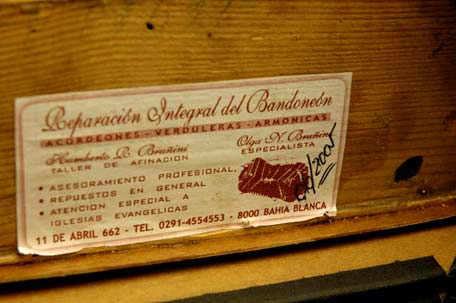 Reparación Integral del Bandoneón
ACORDEONES - VERDULERAS - ARMONICAS
Humberto R. Bruñini
TALLER DE AFINACION
Olga N. Bruñini
ESPECIALISTA
• ASESORAMIENTO PROFESIONAL
• REPUESTOS EN GENERAL
• ATENCION ESPECIAL A
IGLESIAS EVANGELICAS
11 DE ABRIL 662 - TEL. 0291-4554553 - 8000 BAHIA BLANCA